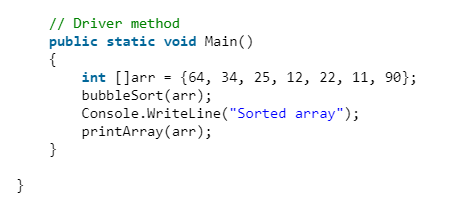 // Driver method
public static void Main()
{
int []arr = {64, 34, 25, 12, 22, 11, 90};
bubbleSort(arr);
Console.WriteLine("Sorted array");
printArray(arr);
}
}